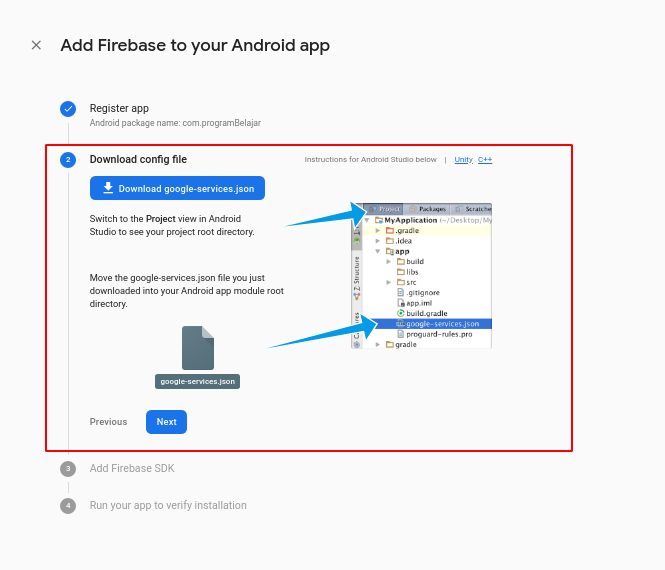 Add Firebase to your Android app
Register app
Android package name: com.programBelajar
2
Download config file
Instructions for Android Studio below | Unity C++
Download google-services.json
Switch to the Project view in Android
Studio to see your project root directory.
Move the google-services.json file you just
downloaded into your Android app module root
directory.
google-services.json
Project Packages Scratche
MyApplication (~/Desktop/My
.gradle
.idea
app
build
libs
src
.gitignore
app.iml
build.gradle
google-services.json
proguard-rules.pro
gradle
Z: Structure
Previous
Next
3
Add Firebase SDK
4
Run your app to verify installation